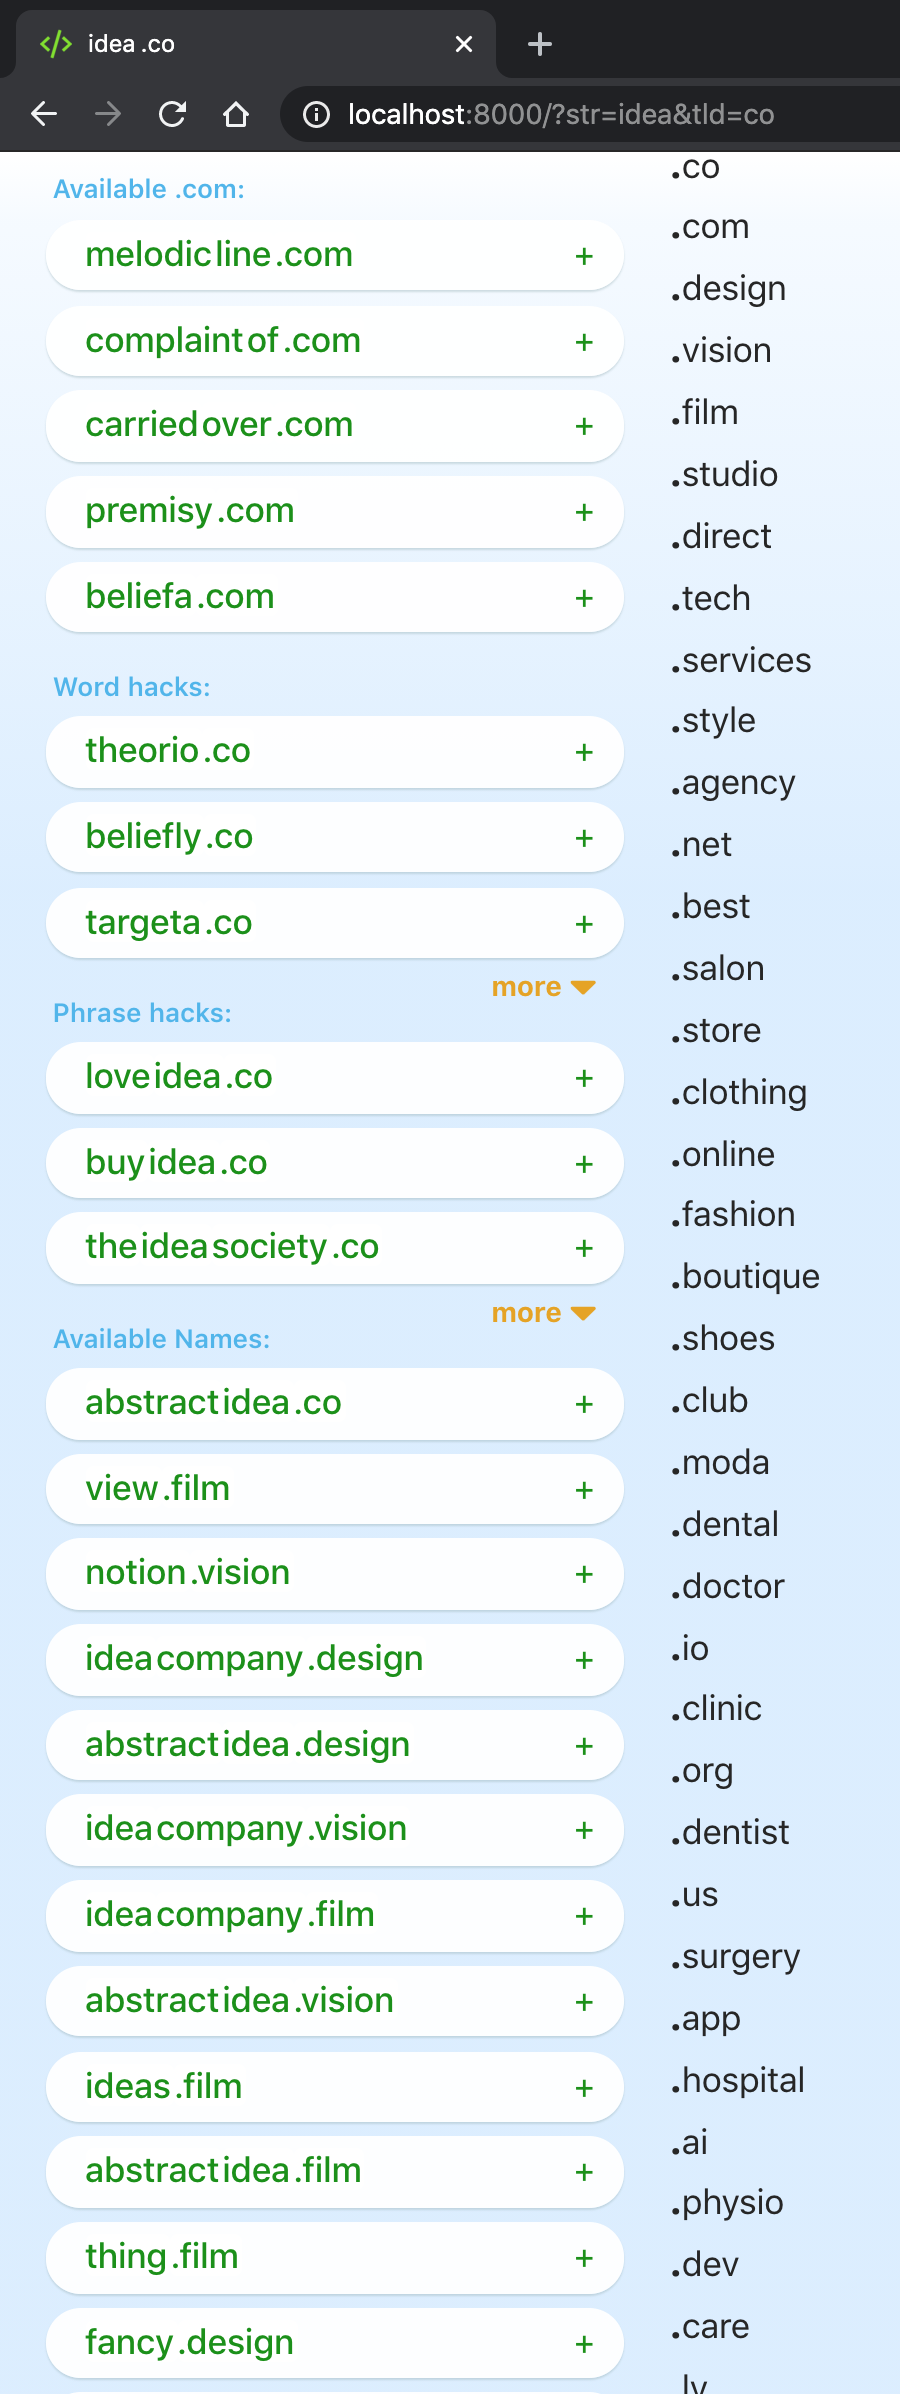 idea .co
localhost:8000/?str=idea&tld=co
Available .com:
melodicline.com +
complaintof.com +
carriedover.com +
premisy.com +
beliefa.com +
Word hacks:
theorio.co +
beliefly.co +
targeta.co +
more
Phrase hacks:
loveidea.co +
buyidea.co +
theideasociety.co +
more
Available Names:
abstractidea.co +
view.film +
notion.vision +
ideacompany.design +
abstractidea.design +
ideacompany.vision +
ideacompany.film +
abstractidea.vision +
ideas.film +
abstractidea.film +
thing.film +
fancy.design +
.co
.com
.design
.vision
.film
.studio
.direct
.tech
.services
.style
.agency
.net
.best
.salon
.store
.clothing
.online
.fashion
.boutique
.shoes
.club
.moda
.dental
.doctor
.io
.clinic
.org
.dentist
.us
.surgery
.app
.hospital
.ai
.physio
.dev
.care
.ly